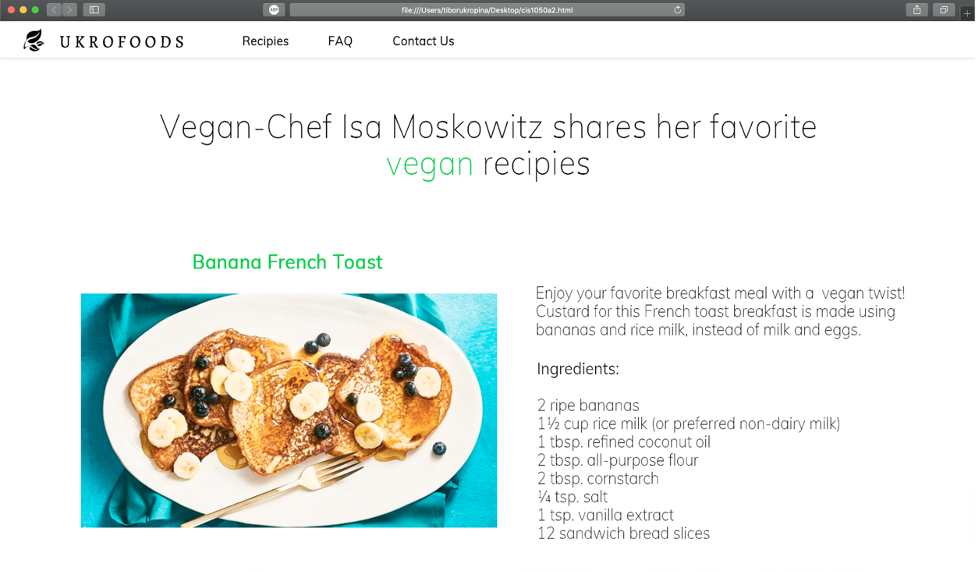 ABP
file:///Users/tiborukropina/Desktop/cis1050a2.html
UKROFOODS
Recipies
FAQ
Contact Us
Vegan-Chef Isa Moskowitz shares her favorite
vegan recipies
Banana French Toast
Enjoy your favorite breakfast meal with a vegan twist!
Custard for this French toast breakfast is made using
bananas and rice milk, instead of milk and eggs.
Ingredients:
2 ripe bananas
1½ cup rice milk (or preferred non-dairy milk)
1 tbsp. refined coconut oil
2 tbsp. all-purpose flour
2 tbsp. cornstarch
¼ tsp. salt
1 tsp. vanilla extract
12 sandwich bread slices